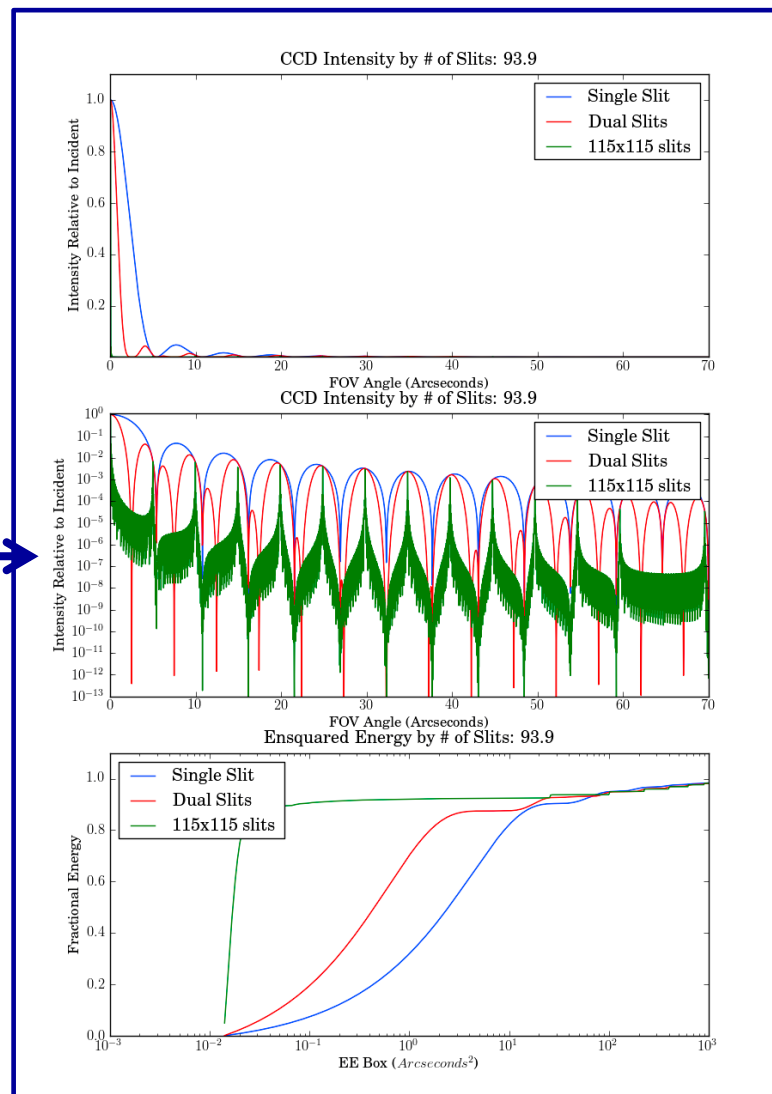 CCD Intensity by # of Slits: 93.9
Intensity Relative to Incident
1.0
0.8
0.6
0.4
0.2
Single Slit
Dual Slits
115x115 slits
0 10 20 30 40 50 60 70
FOV Angle (Arcseconds)
CCD Intensity by # of Slits: 93.9
Intensity Relative to Incident
10^0
10^-1
10^-2
10^-3
10^-4
10^-5
10^-6
10^-7
10^-8
10^-9
10^-10
10^-11
10^-12
10^-13
Single Slit
Dual Slits
115x115 slits
0 10 20 30 40 50 60 70
FOV Angle (Arcseconds)
Ensquared Energy by # of Slits: 93.9
Fractional Energy
1.0
0.8
0.6
0.4
0.2
0.0
Single Slit
Dual Slits
115x115 slits
10^-3 10^-2 10^-1 10^0 10^1 10^2 10^3
EE Box (Arcseconds^2)